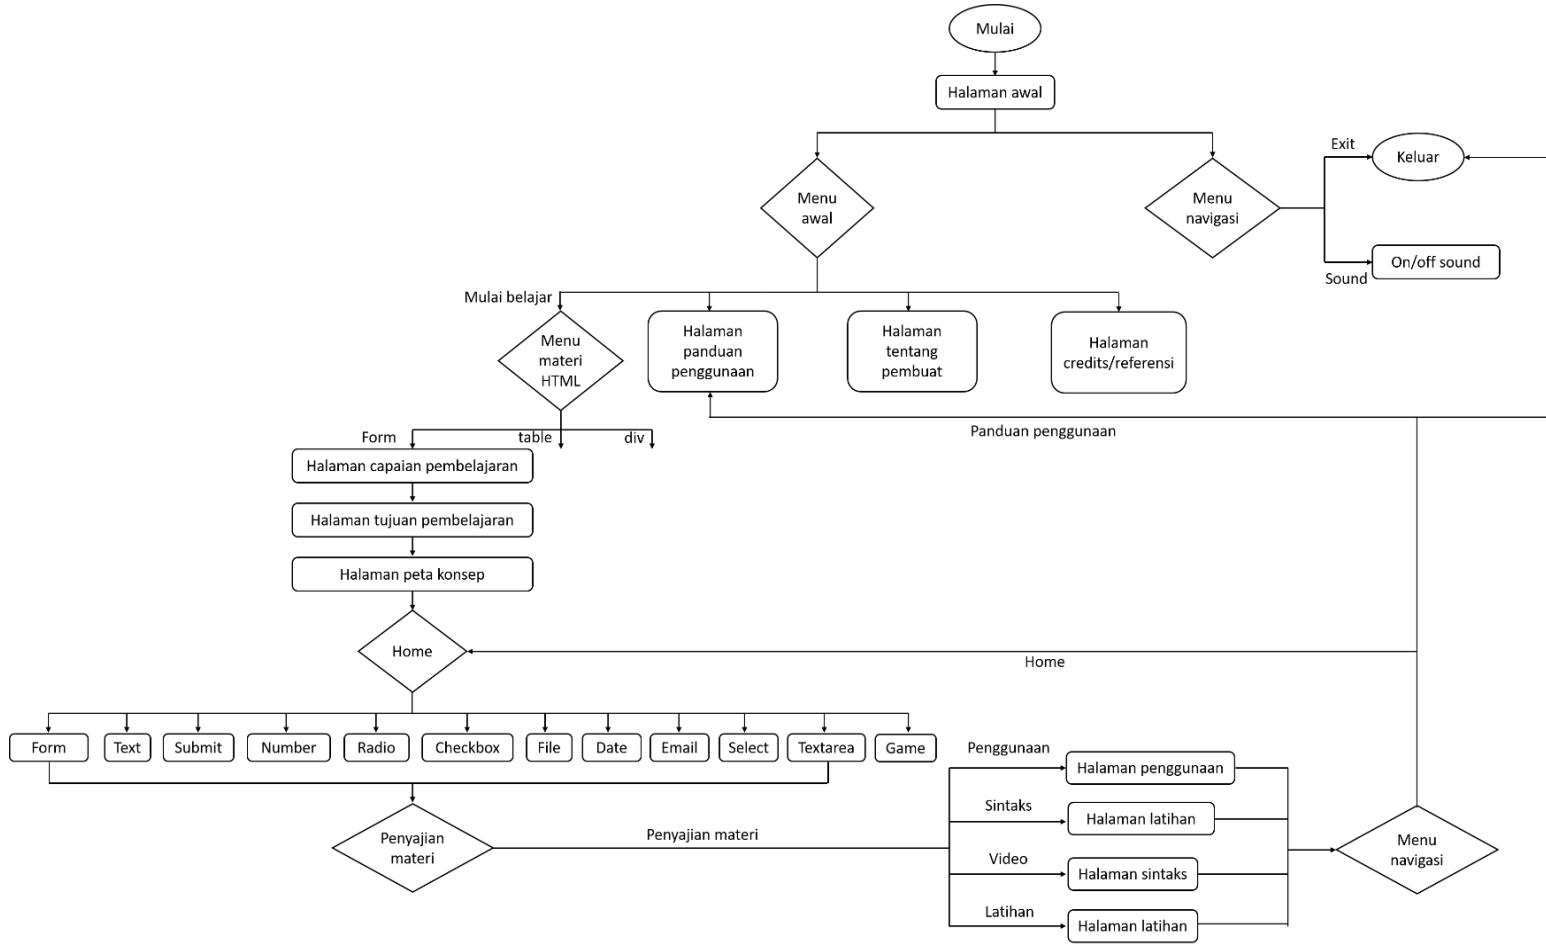 Mulai
Halaman awal
Menu
awal
Menu
navigasi
Exit
Keluar
Sound
On/off sound
Mulai belajar
Menu
materi
HTML
Halaman
panduan
penggunaan
Halaman
tentang
pembuat
Halaman
credits/referensi
Panduan penggunaan
Form
table
div
Halaman capaian pembelajaran
Halaman tujuan pembelajaran
Halaman peta konsep
Home
Home
Form
Text
Submit
Number
Radio
Checkbox
File
Date
Email
Select
Textarea
Game
Penyajian
materi
Penyajian materi
Penggunaan
Halaman penggunaan
Sintaks
Halaman latihan
Video
Halaman sintaks
Latihan
Halaman latihan
Menu
navigasi